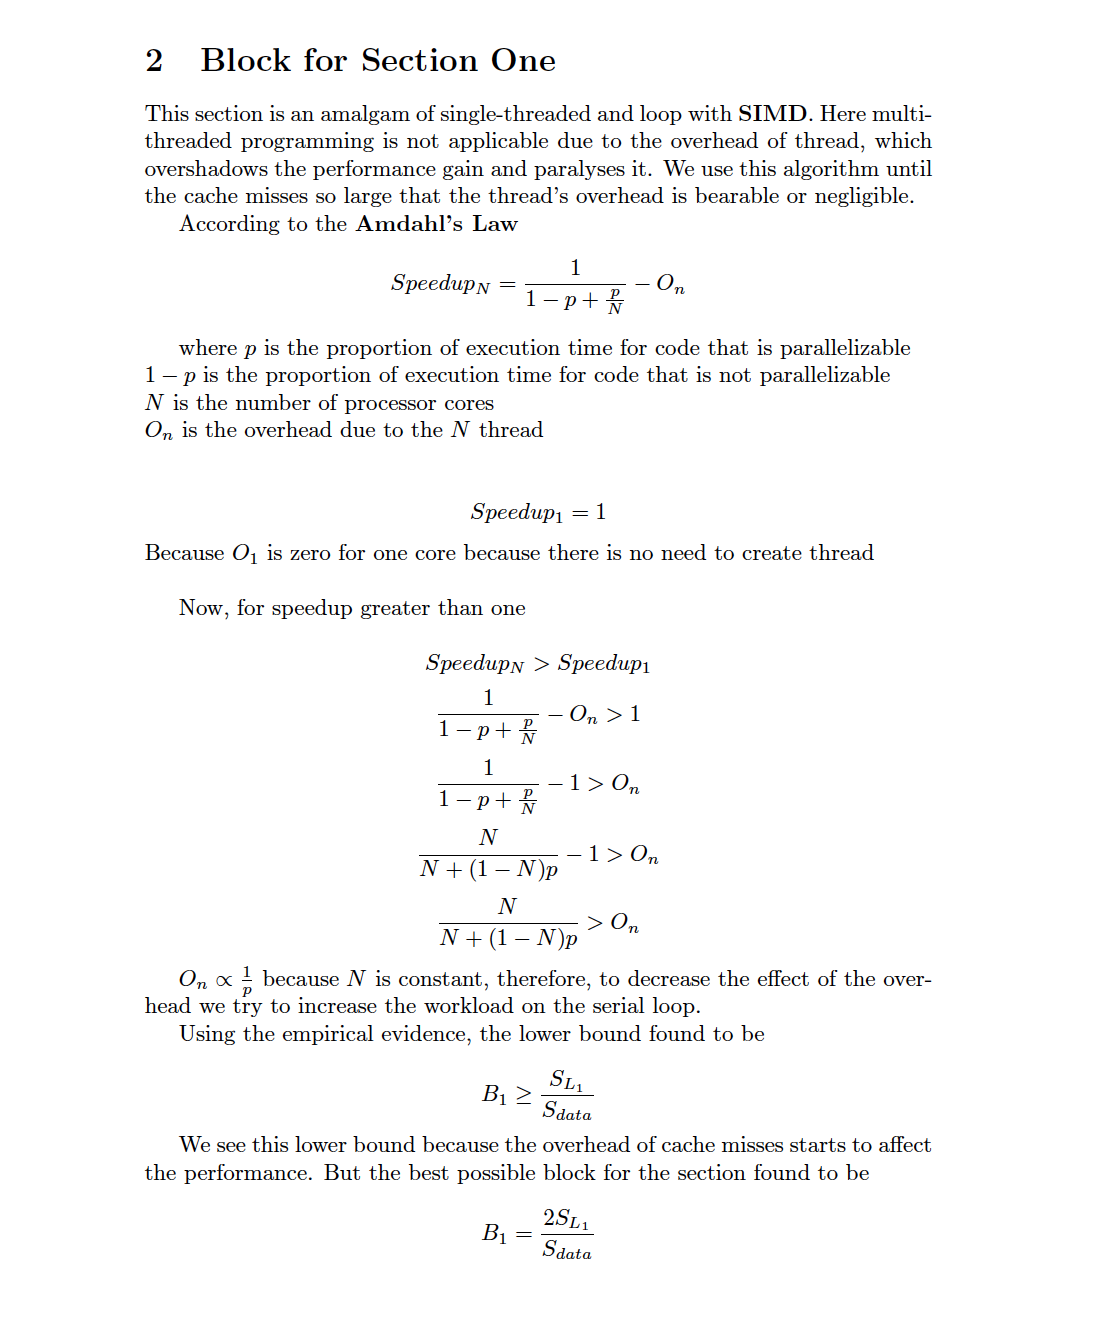 2 Block for Section One
This section is an amalgam of single-threaded and loop with SIMD. Here multi-
threaded programming is not applicable due to the overhead of thread, which
overshadows the performance gain and paralyses it. We use this algorithm until
the cache misses so large that the thread's overhead is bearable or negligible.
According to the Amdahl's Law
$Speedup_N = \frac{1}{1 - p + \frac{p}{N}} - O_n$
where $p$ is the proportion of execution time for code that is parallelizable
$1 - p$ is the proportion of execution time for code that is not parallelizable
$N$ is the number of processor cores
$O_n$ is the overhead due to the $N$ thread
$Speedup_1 = 1$
Because $O_1$ is zero for one core because there is no need to create thread
Now, for speedup greater than one
$Speedup_N > Speedup_1$
$\frac{1}{1 - p + \frac{p}{N}} - O_n > 1$
$\frac{1}{1 - p + \frac{p}{N}} - 1 > O_n$
$\frac{N}{N + (1 - N)p} - 1 > O_n$
$\frac{N}{N + (1 - N)p} > O_n$
$O_n \propto \frac{1}{p}$ because $N$ is constant, therefore, to decrease the effect of the over-
head we try to increase the workload on the serial loop.
Using the empirical evidence, the lower bound found to be
$B_1 \geq \frac{S_{L_1}}{S_{data}}$
We see this lower bound because the overhead of cache misses starts to affect
the performance. But the best possible block for the section found to be
$B_1 = \frac{2S_{L_1}}{S_{data}}$